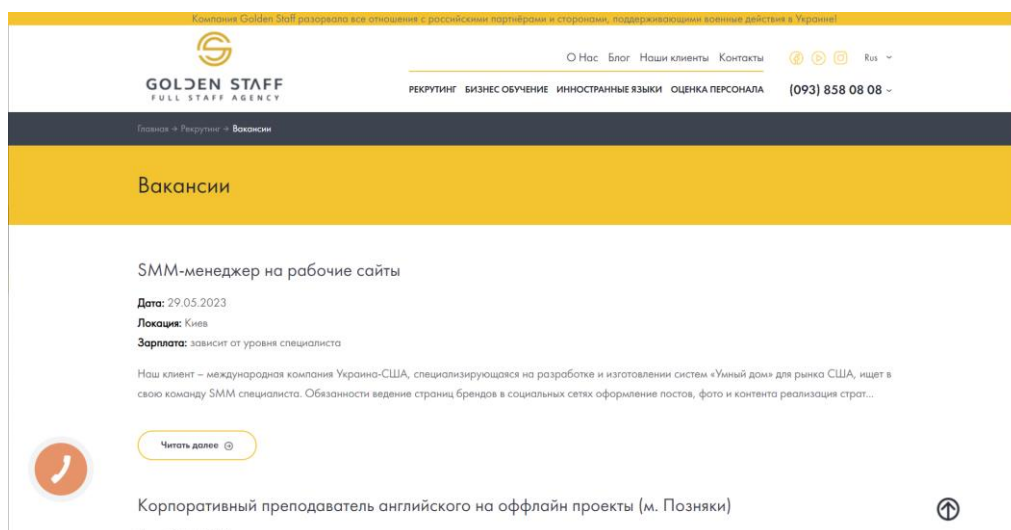 Компания Golden Staff разорвала все отношения с российскими партнёрами и сторонами, поддерживающими военные действия в Украине!
О Нас Блог Наши клиенты Контакты Rus
GOLDEN STAFF
FULL STAFF AGENCY
РЕКРУТИНГ БИЗНЕС ОБУЧЕНИЕ ИННОСТРАННЫЕ ЯЗЫКИ ОЦЕНКА ПЕРСОНАЛА (093) 858 08 08
Главная → Рекрутинг → Вакансии
Вакансии
SMM-менеджер на рабочие сайты
Дата: 29.05.2023
Локация: Киев
Зарплата: зависит от уровня специалиста
Наш клиент – международная компания Украина-США, специализирующаяся на разработке и изготовлении систем «Умный дом» для рынка США, ищет в
свою команду SMM специалиста. Обязанности ведение страниц брендов в социальных сетях оформление постов, фото и контента реализация страт...
Читать далее
Корпоративный преподаватель английского на оффлайн проекты (м. Позняки)